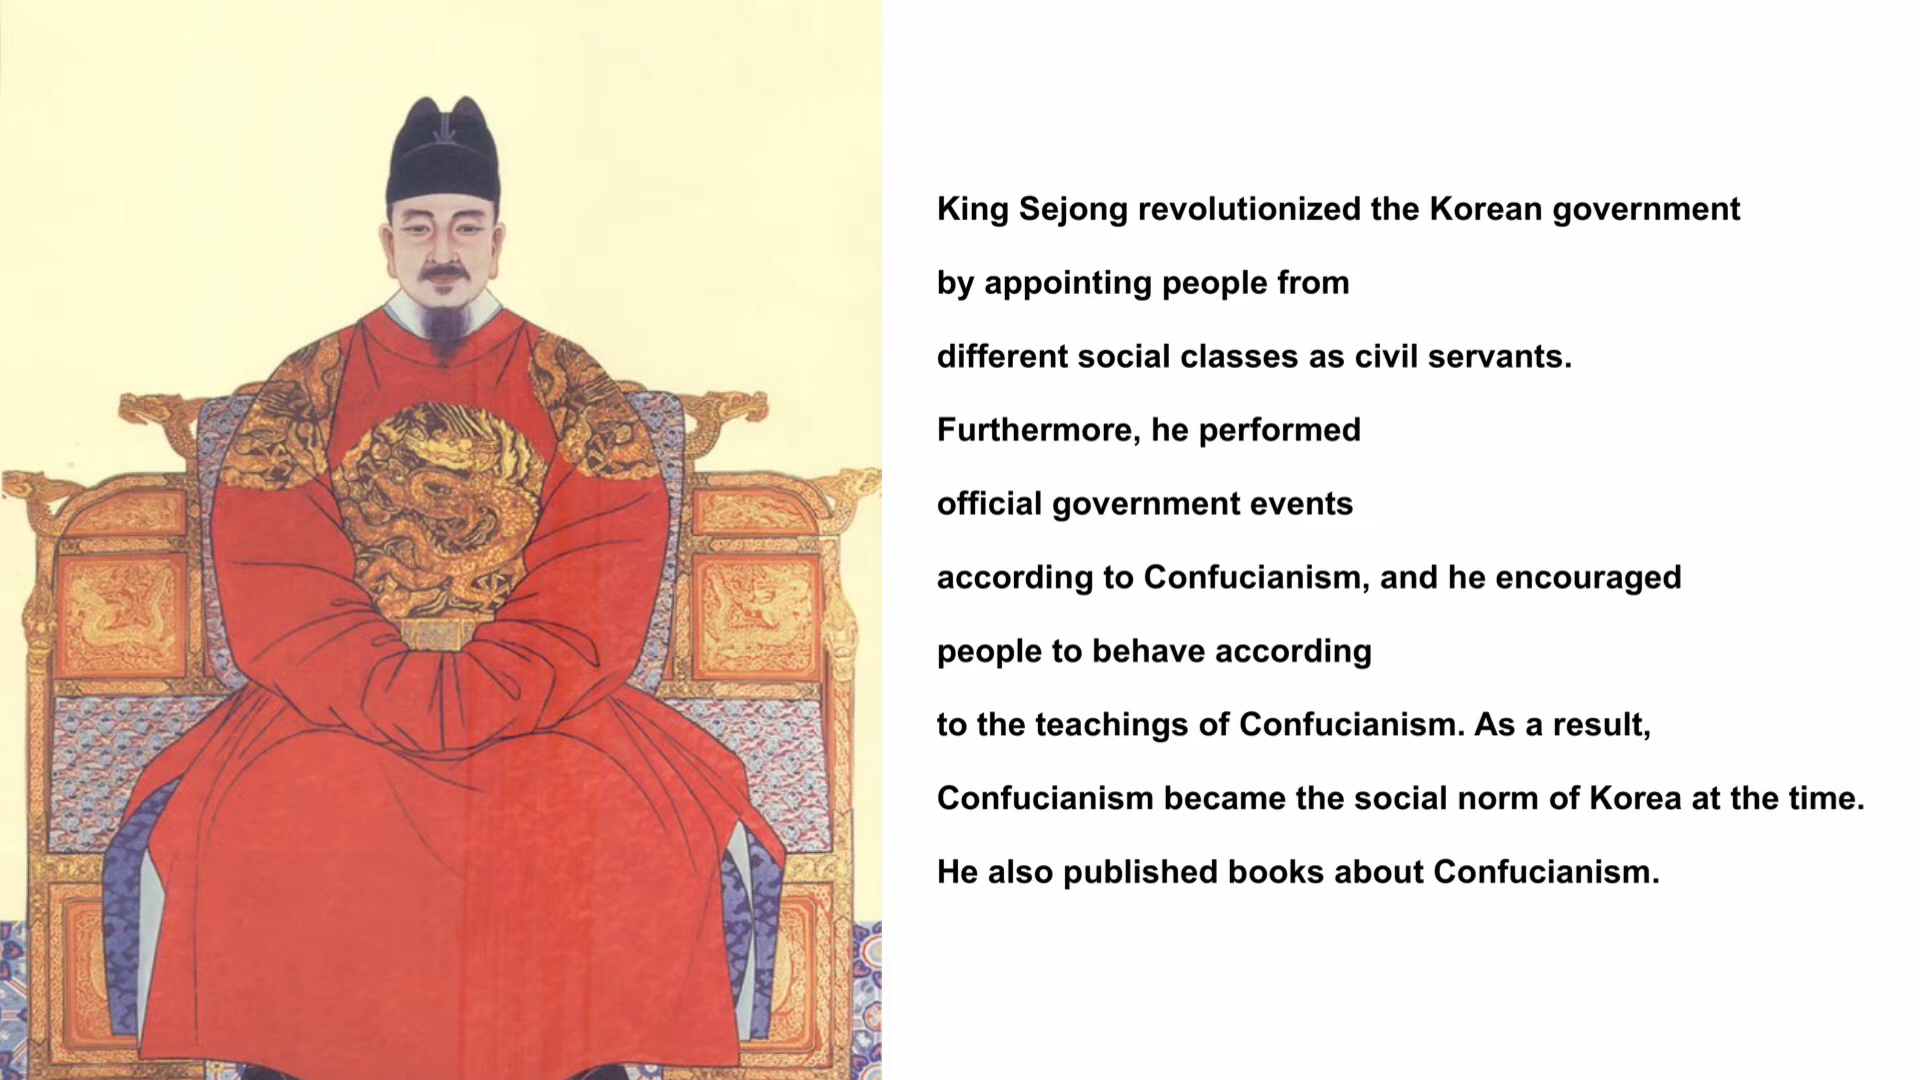 King Sejong revolutionized the Korean government
by appointing people from
different social classes as civil servants.
Furthermore, he performed
official government events
according to Confucianism, and he encouraged
people to behave according
to the teachings of Confucianism. As a result,
Confucianism became the social norm of Korea at the time.
He also published books about Confucianism.